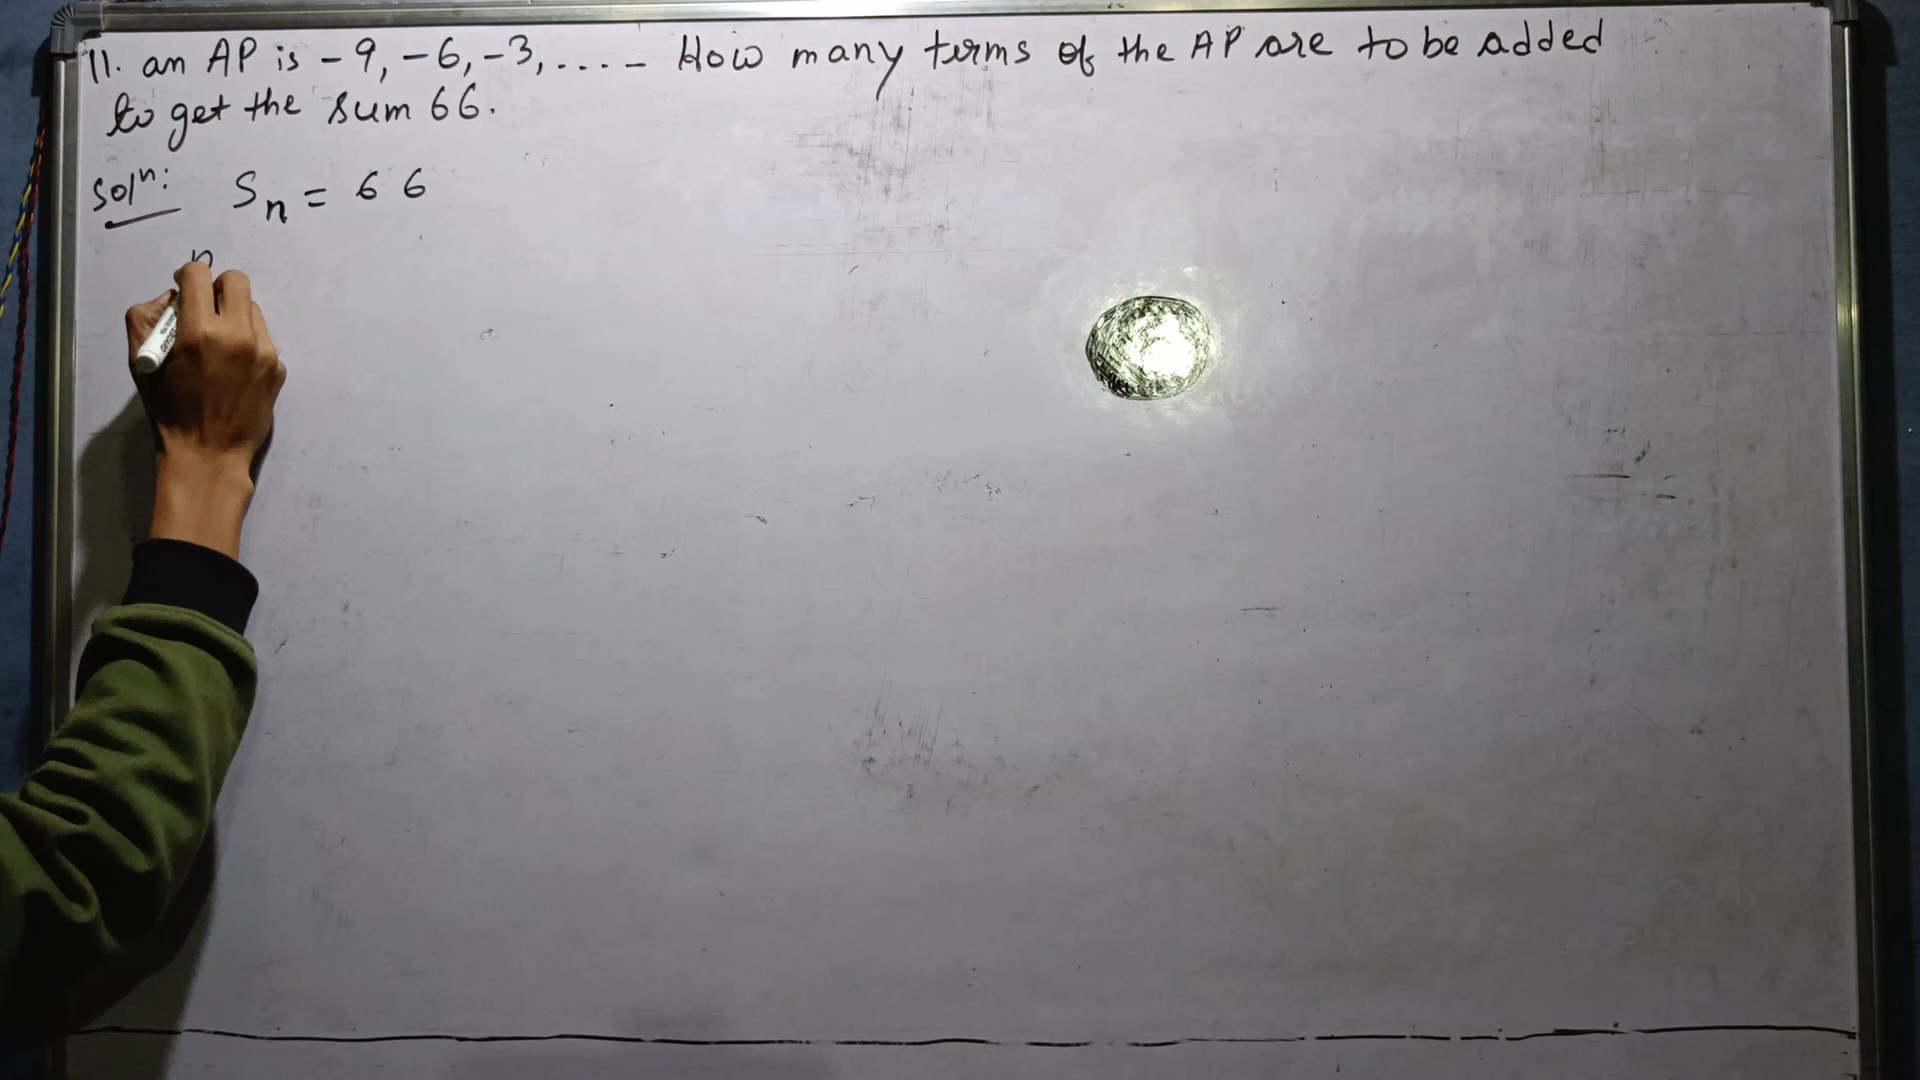 11. an AP is -9, -6, -3, .... - How many terms of the AP are to be added
to get the sum 66.
Solⁿ: Sₙ = 66
n